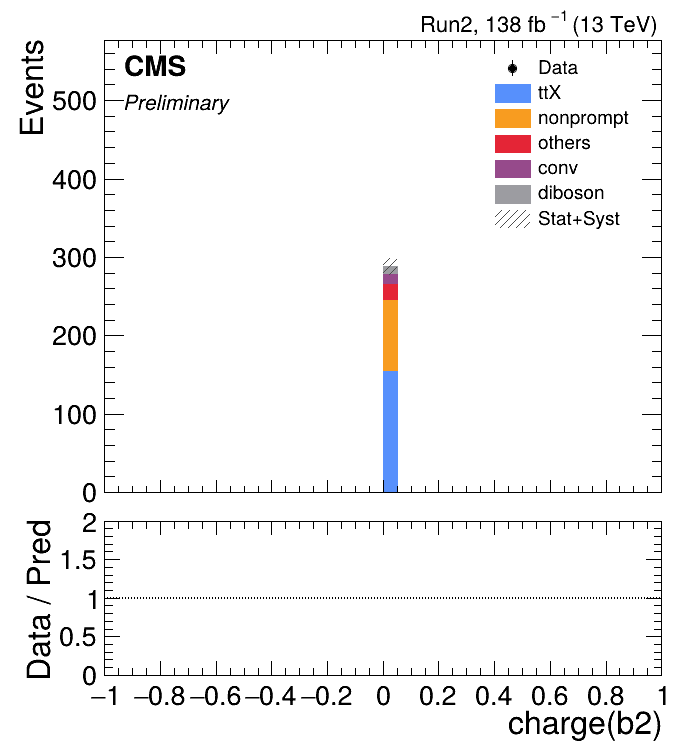 Run2, 138 fb⁻¹ (13 TeV)
CMS
Preliminary
Events
500
400
300
200
100
0
Data
ttX
nonprompt
others
conv
diboson
Stat+Syst
Data / Pred
2
1.5
1
0.5
0
−1 −0.8 −0.6 −0.4 −0.2 0 0.2 0.4 0.6 0.8 1
charge(b2)